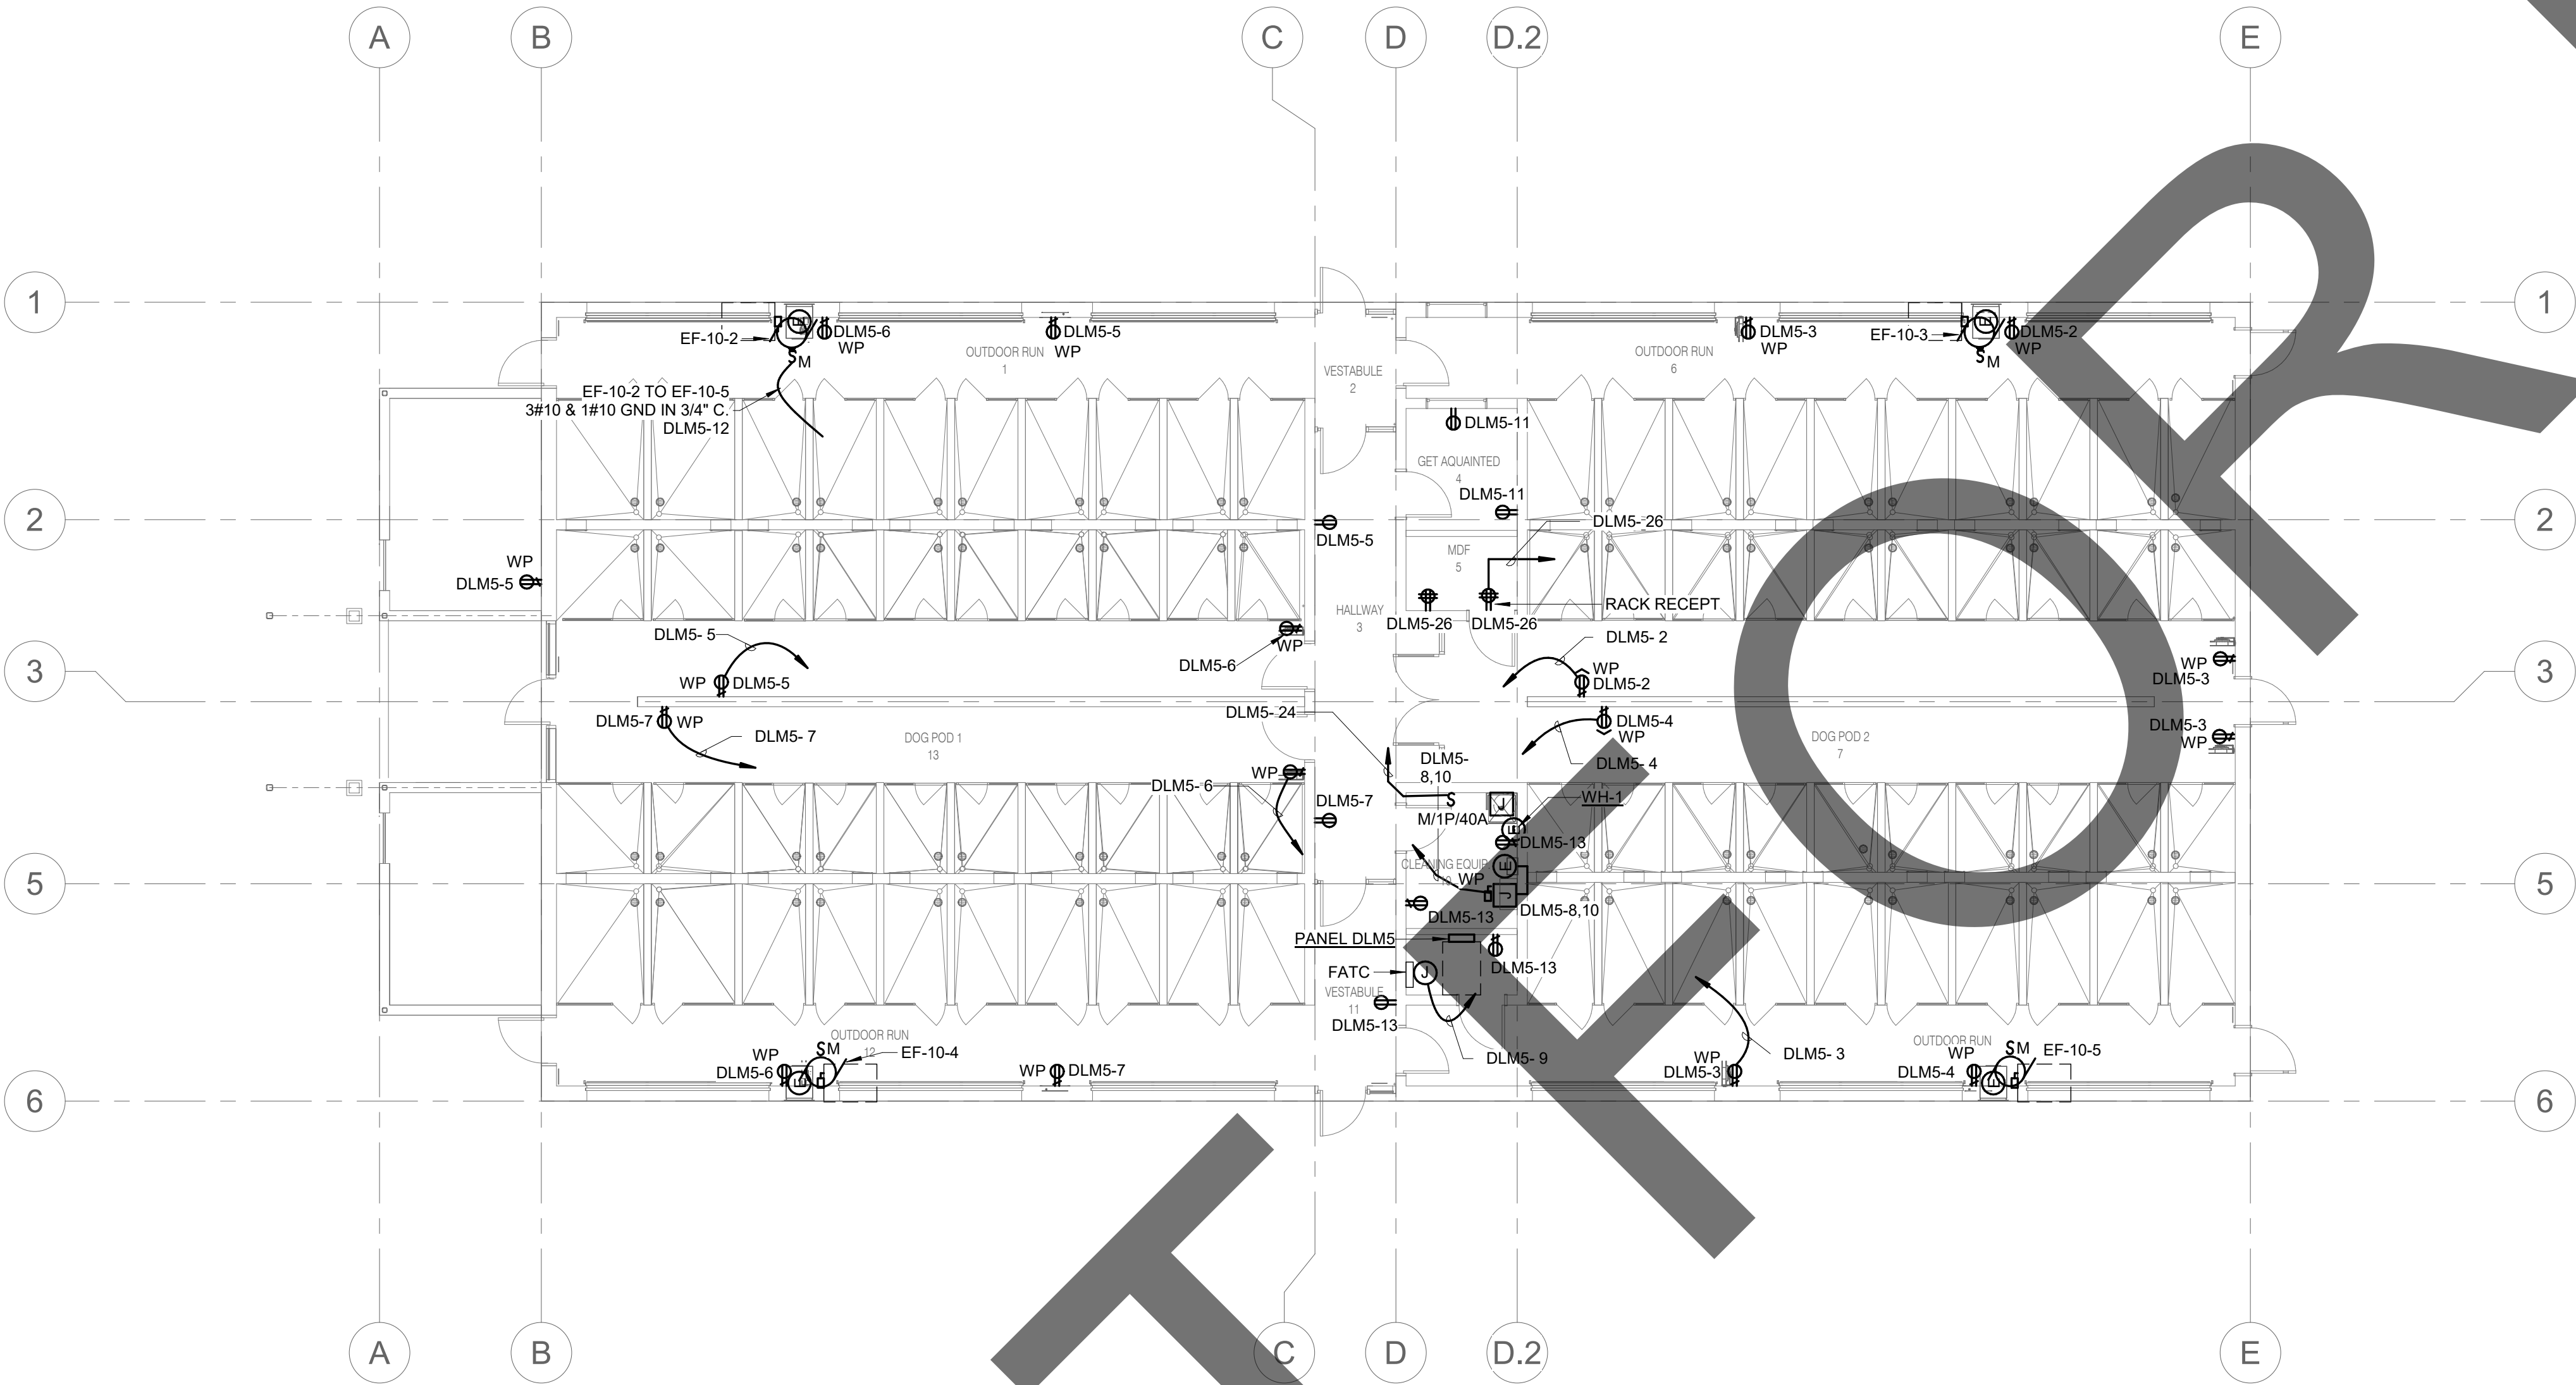 A
B
C
D
D.2
E
1
1
EF-10-2
DLM5-6
WP
DLM5-5
WP
OUTDOOR RUN
1
DLM5-3
WP
OUTDOOR RUN
6
EF-10-3
DLM5-2
WP
S
M
S
M
VESTABULE
2
EF-10-2 TO EF-10-5
3#10 & 1#10 GND IN 3/4" C.
DLM5-12
DLM5-11
GET AQUAINTED
4
DLM5-11
2
2
DLM5-5
DLM5- 26
MDF
5
WP
DLM5-5
HALLWAY
3
RACK RECEPT
DLM5-26
DLM5-26
DLM5- 5
WP
DLM5-6
DLM5- 2
3
3
WP
DLM5-5
WP
DLM5-2
WP
DLM5-3
DLM5-7
WP
DLM5- 24
DLM5-4
WP
DLM5-3
WP
DLM5- 7
DOG POD 1
13
DOG POD 2
7
DLM5- 4
WP
DLM5- 6
DLM5-
8,10
DLM5-7
S
M/1P/40A
J
WH-1
E
DLM5-13
CLEANING EQUIP
WP
E
J
5
5
DLM5-13
DLM5-8,10
PANEL DLM5
DLM5-13
FATC
J
VESTABULE
11
DLM5-13
OUTDOOR RUN
12
S
M
EF-10-4
WP
DLM5-6
E
WP
DLM5-7
DLM5- 9
WP
DLM5-3
DLM5- 3
OUTDOOR RUN
WP
DLM5-4
S
M
EF-10-5
E
6
6
A
B
C
D
D.2
E